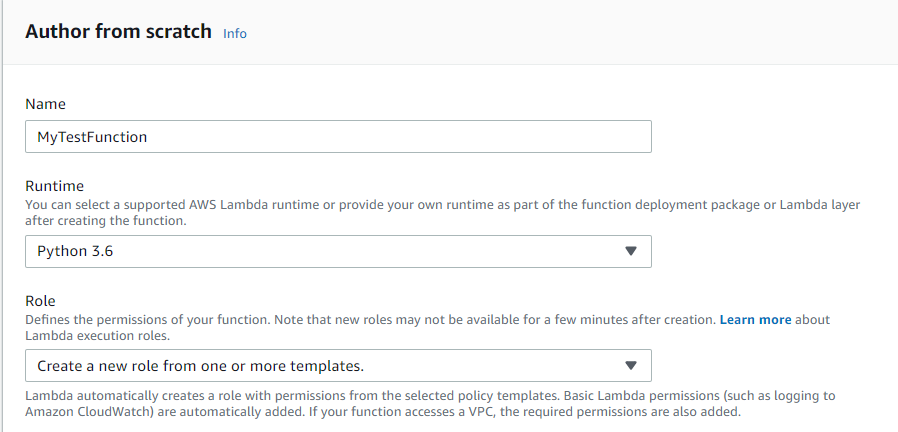 Author from scratch Info
Name
MyTestFunction
Runtime
You can select a supported AWS Lambda runtime or provide your own runtime as part of the function deployment package or Lambda layer
after creating the function.
Python 3.6
Role
Defines the permissions of your function. Note that new roles may not be available for a few minutes after creation. Learn more about
Lambda execution roles.
Create a new role from one or more templates.
Lambda automatically creates a role with permissions from the selected policy templates. Basic Lambda permissions (such as logging to
Amazon CloudWatch) are automatically added. If your function accesses a VPC, the required permissions are also added.